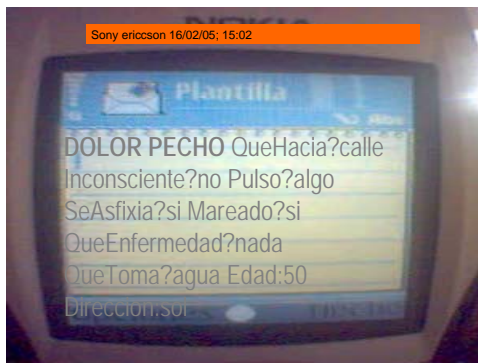 NOKIA
Sony ericcson 16/02/05; 15:02
Plantilla
DOLOR PECHO QueHacia?calle
Inconsciente?no Pulso?algo
SeAsfixia?si Mareado?si
QueEnfermedad?nada
QueToma?agua Edad:50
Direccion:sol